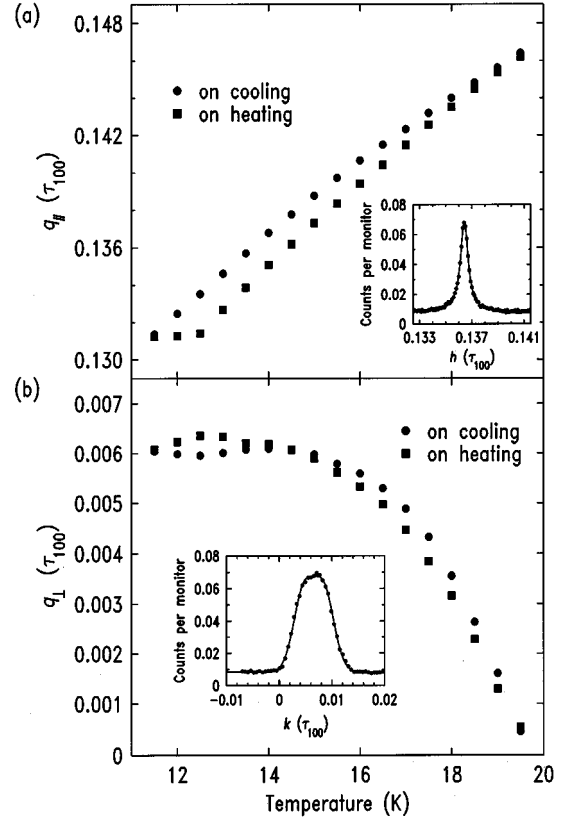 (a)
0.148
0.142
0.136
0.130
q∥ (τ100)
on cooling
on heating
0.08
0.06
0.04
0.02
0
Counts per monitor
0.133 0.137 0.141
h (τ100)
(b)
0.007
0.006
0.005
0.004
0.003
0.002
0.001
0
q⊥ (τ100)
on cooling
on heating
0.08
0.06
0.04
0.02
0
Counts per monitor
-0.01 0 0.01 0.02
k (τ100)
12 14 16 18 20
Temperature (K)